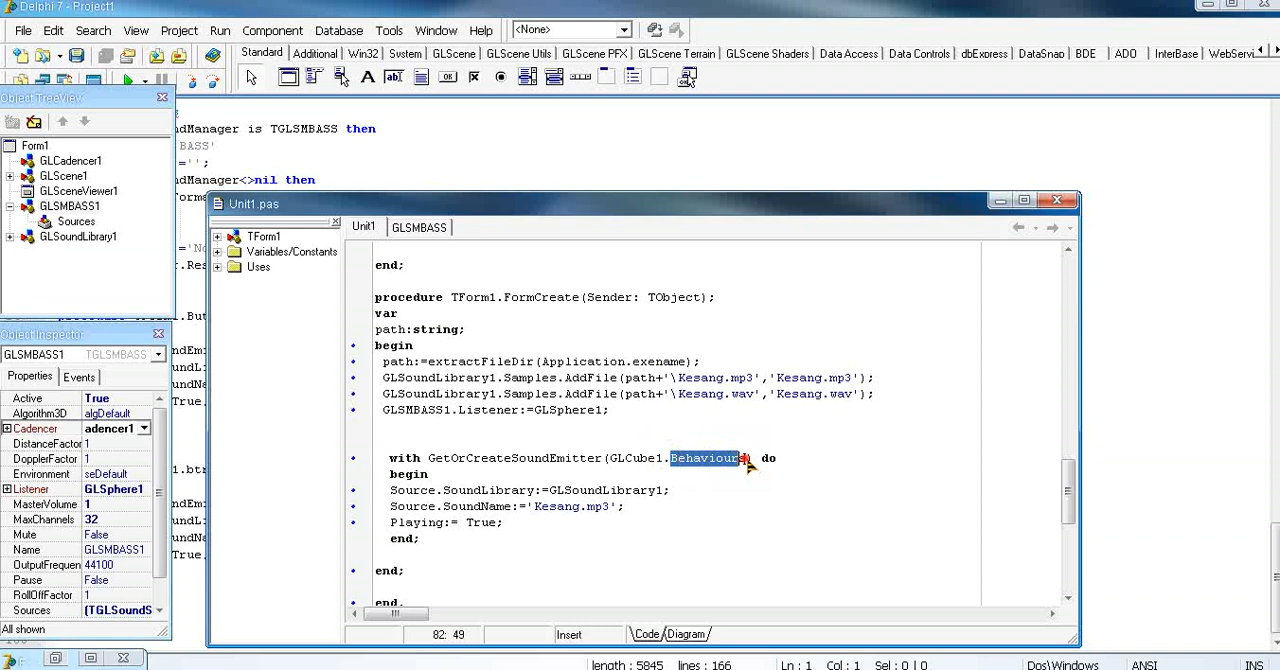 Delphi 7 - Project1
File Edit Search View Project Run Component Database Tools Window Help <None>
Standard Additional Win32 System GLScene GLScene Utils GLScene PFX GLScene Terrain GLScene Shaders Data Access Data Controls dbExpress DataSnap BDE ADO InterBase WebServi
Object TreeView
Form1
GLCadencer1
GLScene1
GLSceneViewer1
GLSMBASS1
Sources
GLSoundLibrary1
ndManager is TGLSMBASS then
BASS'
='';
ndManager<>nil then
Unit1.pas
Unit1 GLSMBASS
TForm1
Variables/Constants
Uses
end;
procedure TForm1.FormCreate(Sender: TObject);
var
path:string;
begin
path:=extractFileDir(Application.exename);
GLSoundLibrary1.Samples.AddFile(path+'\Kesang.mp3','Kesang.mp3');
GLSoundLibrary1.Samples.AddFile(path+'\Kesang.wav','Kesang.wav');
GLSMBASS1.Listener:=GLSphere1;
with GetOrCreateSoundEmitter(GLCube1.Behaviours) do
begin
Source.SoundLibrary:=GLSoundLibrary1;
Source.SoundName:='Kesang.mp3';
Playing:= True;
end;
end;
end.
82: 49 Insert Code Diagram
Object Inspector
GLSMBASS1 TGLSMBASS
Properties Events
Active True
Algorithm3D algDefault
Cadencer adencer1
DistanceFactor 1
DopplerFactor 1
Environment seDefault
Listener GLSphere1
MasterVolume 1
MaxChannels 32
Mute False
Name GLSMBASS1
OutputFrequen 44100
Pause False
RollOffFactor 1
Sources (TGLSoundS
All shown
length : 5845 lines : 166 Ln : 1 Col : 1 Sel : 0 | 0 Dos\Windows ANSI INS